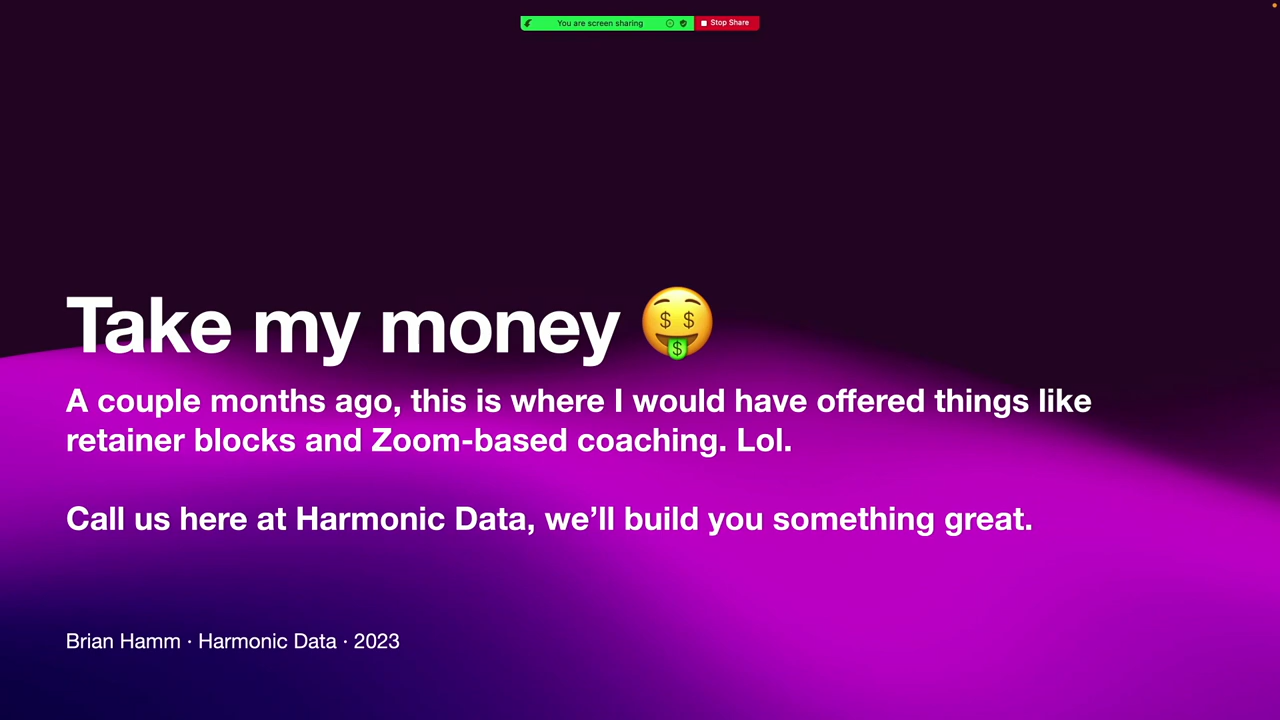 You are screen sharing
Stop Share
Take my money 🤑
A couple months ago, this is where I would have offered things like
retainer blocks and Zoom-based coaching. Lol.
Call us here at Harmonic Data, we’ll build you something great.
Brian Hamm · Harmonic Data · 2023